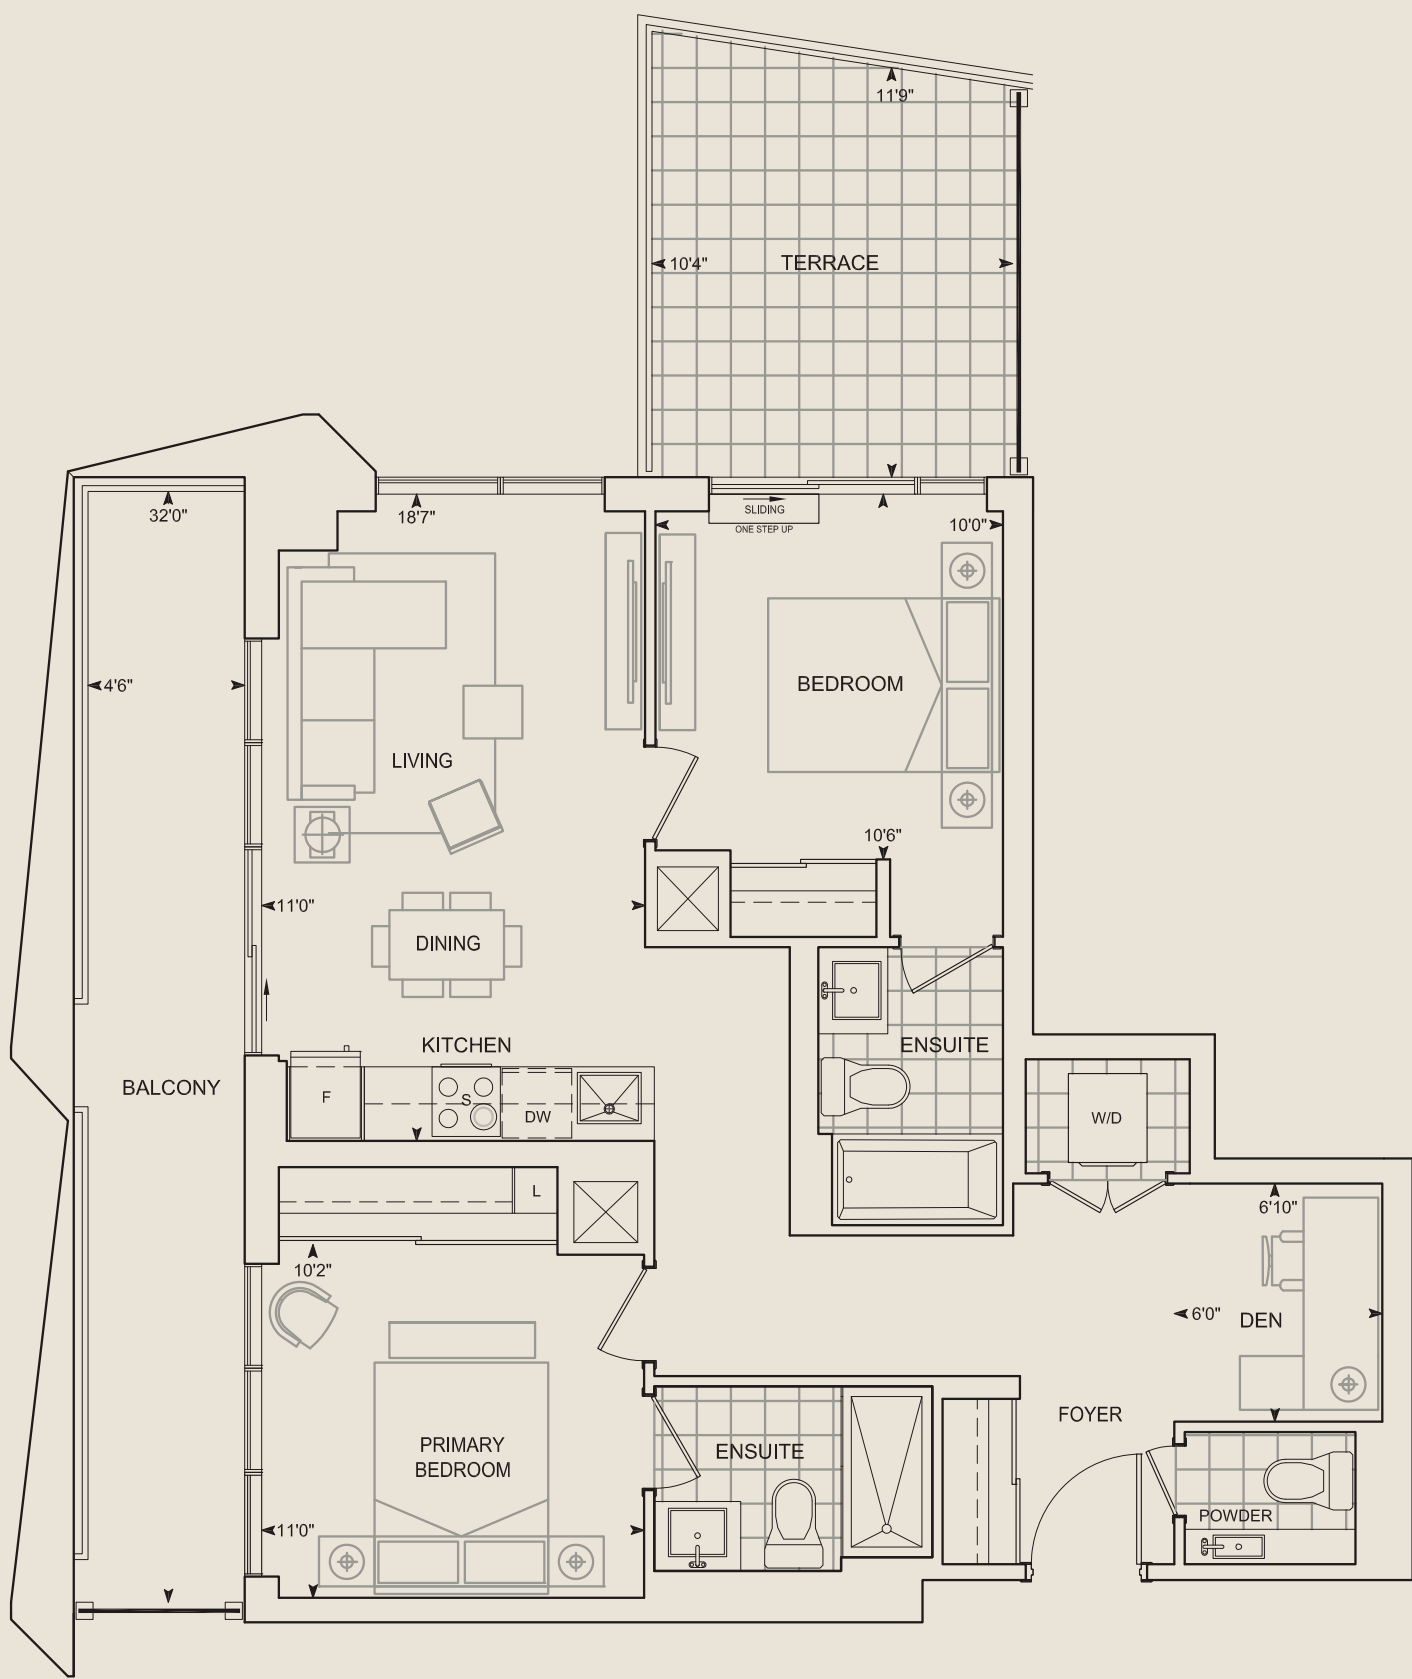 11'9"
10'4"
TERRACE
32'0"
18'7"
SLIDING
ONE STEP UP
10'0"
4'6"
BEDROOM
LIVING
10'6"
11'0"
DINING
KITCHEN
ENSUITE
BALCONY
F
S
DW
W/D
L
6'10"
10'2"
6'0"
DEN
FOYER
PRIMARY
BEDROOM
ENSUITE
POWDER
11'0"